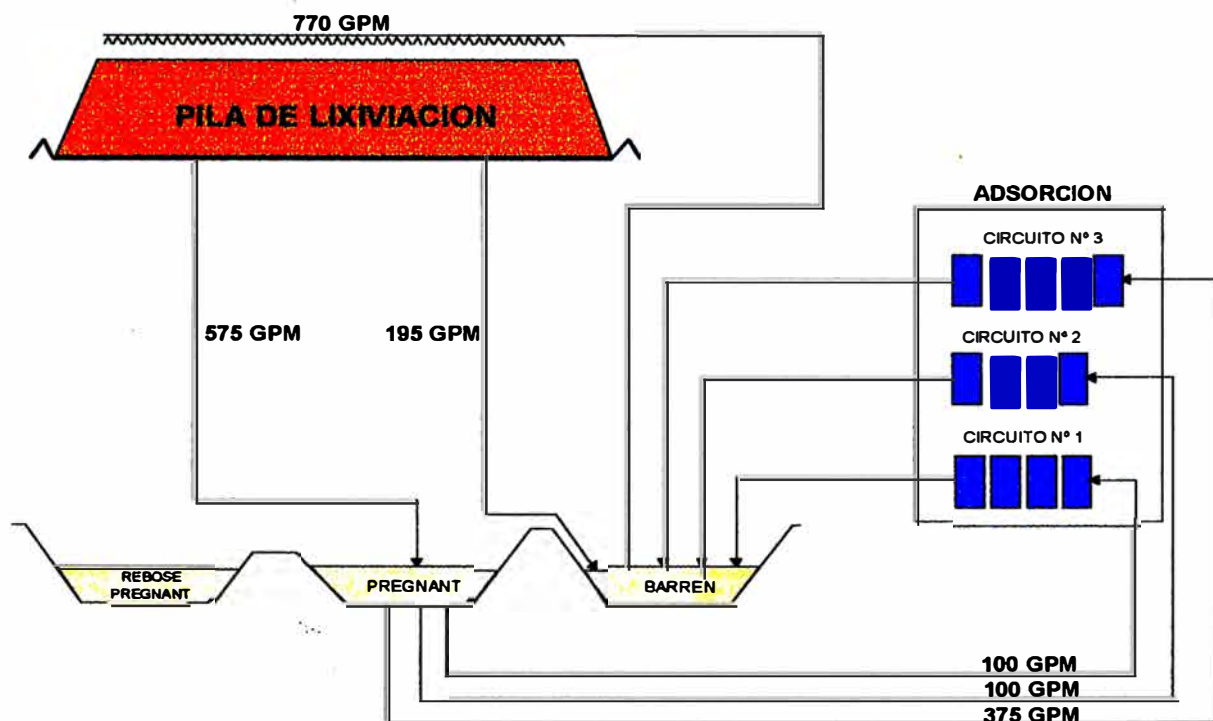 770 GPM
PILA DE LIXIVIACION
ADSORCION
CIRCUITO Nº 3
575 GPM
195 GPM
CIRCUITO Nº 2
CIRCUITO Nº 1
REBOSE
PREGNANT
PREGNANT
BARREN
100 GPM
100 GPM
375 GPM